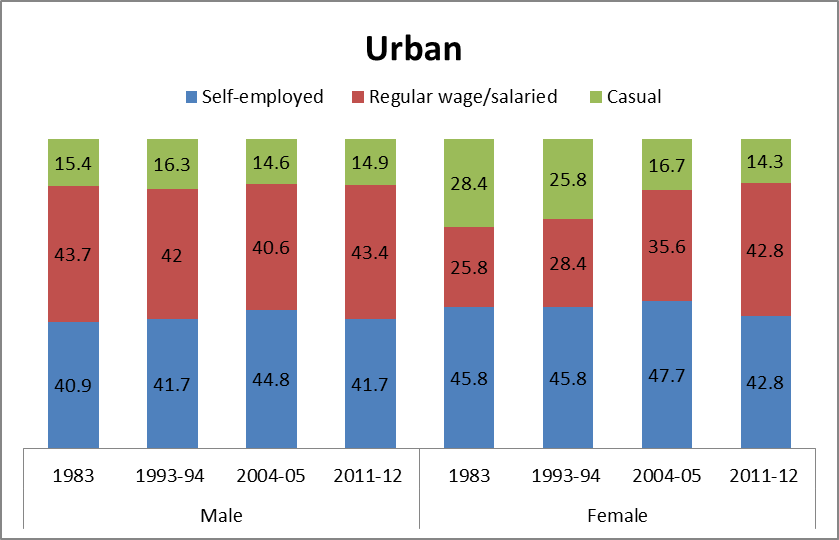 Urban
Self-employed Regular wage/salaried Casual
15.4 16.3 14.6 14.9 28.4 25.8 16.7 14.3
43.7 42 40.6 43.4 25.8 28.4 35.6 42.8
40.9 41.7 44.8 41.7 45.8 45.8 47.7 42.8
1983 1993-94 2004-05 2011-12 1983 1993-94 2004-05 2011-12
Male Female